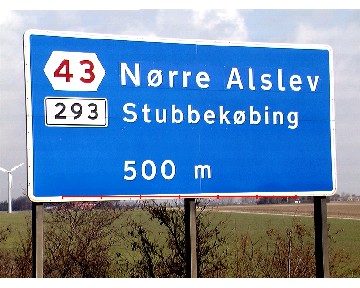 43 Nørre Alslev
293 Stubbekøbing
500 m